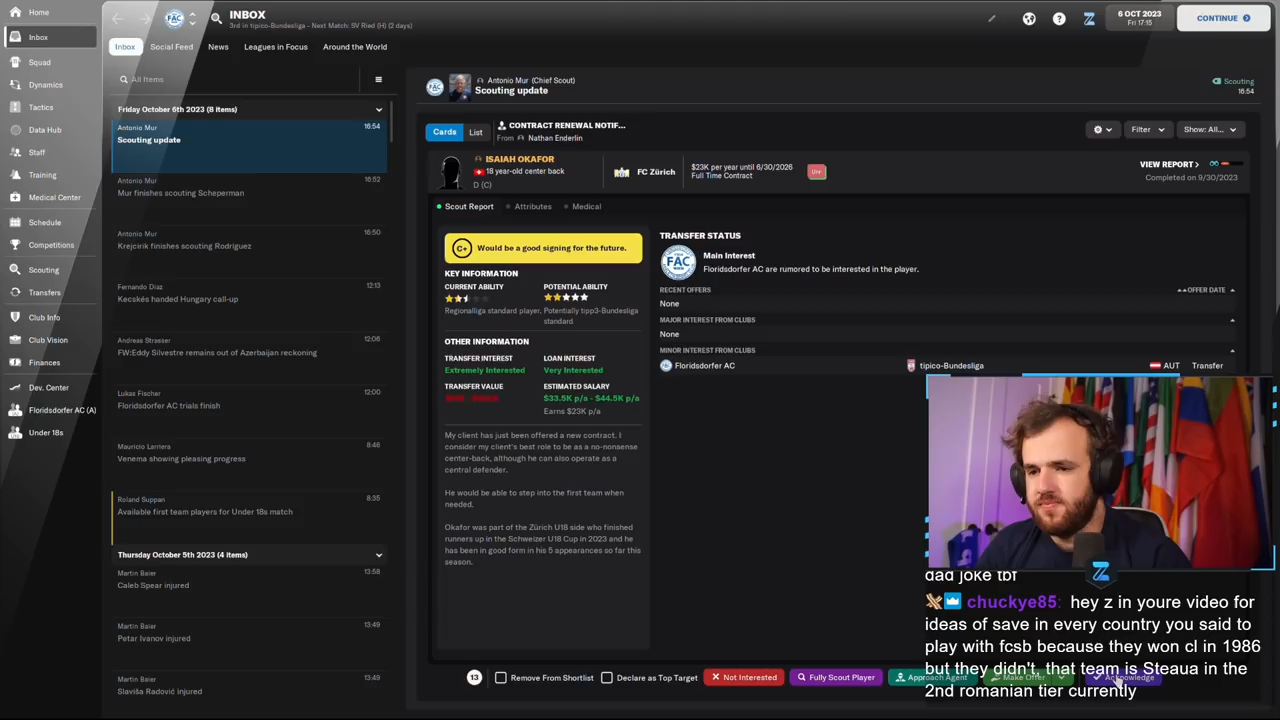 Home
Inbox
Squad
Dynamics
Tactics
Data Hub
Staff
Training
Medical Center
Schedule
Competitions
Scouting
Transfers
Club Info
Club Vision
Finances
Dev. Center
Floridsdorfer AC (A)
Under 18s
INBOX
3rd in tipico-Bundesliga - Next Match: SV Ried (H) (2 days)
6 OCT 2023
Fri 17:15
CONTINUE
Inbox
Social Feed
News
Leagues in Focus
Around the World
All Items
Friday October 6th 2023 (8 items)
Antonio Mur 16:54
Scouting update
Antonio Mur 16:52
Mur finishes scouting Scheperman
Antonio Mur 16:50
Krejcirik finishes scouting Rodriguez
Fernando Diaz 12:13
Kecskés handed Hungary call-up
Andreas Strasser 12:06
FW:Eddy Silvestre remains out of Azerbaijan reckoning
Lukas Fischer 12:00
Floridsdorfer AC trials finish
Mauricio Larriera 8:46
Venema showing pleasing progress
Roland Suppan 8:35
Available first team players for Under 18s match
Thursday October 5th 2023 (4 items)
Martin Baier 13:58
Caleb Spear injured
Martin Baier 13:49
Petar Ivanov injured
Martin Baier 13:49
Slaviša Radović injured
Antonio Mur (Chief Scout)
Scouting update
Scouting
16:54
Cards
List
CONTRACT RENEWAL NOTIF...
From Nathan Enderlin
Filter
Show: All...
ISAIAH OKAFOR
18 year-old center back
D (C)
FC Zürich
$23K per year until 6/30/2026
Full Time Contract
VIEW REPORT >
Completed on 9/30/2023
Scout Report
Attributes
Medical
C+ Would be a good signing for the future.
KEY INFORMATION
CURRENT ABILITY
POTENTIAL ABILITY
Regionalliga standard player.
Potentially tipp3-Bundesliga
standard
OTHER INFORMATION
TRANSFER INTEREST
LOAN INTEREST
Extremely Interested
Very Interested
TRANSFER VALUE
ESTIMATED SALARY
$33.5K p/a - $44.5K p/a
Earns $23K p/a
My client has just been offered a new contract. I
consider my client's best role to be as a no-nonsense
center-back, although he can also operate as a
central defender.
He would be able to step into the first team when
needed.
Okafor was part of the Zürich U18 side who finished
runners up in the Schweizer U18 Cup in 2023 and he
has been in good form in his 5 appearances so far this
season.
TRANSFER STATUS
Main Interest
Floridsdorfer AC are rumored to be interested in the player.
RECENT OFFERS
OFFER DATE
None
MAJOR INTEREST FROM CLUBS
None
MINOR INTEREST FROM CLUBS
Floridsdorfer AC
tipico-Bundesliga
AUT
Transfer
13
Remove From Shortlist
Declare as Top Target
Not Interested
Fully Scout Player
Approach Agent
Make Offer
Acknowledge
dad joke tbf
chuckye85: hey z in youre video for
ideas of save in every country you said to
play with fcsb because they won cl in 1986
but they didn't, that team is Steaua in the
2nd romanian tier currently